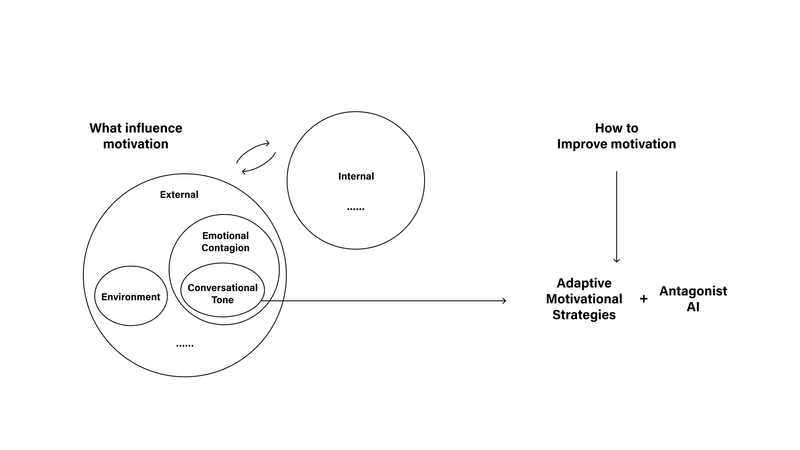 What influence
motivation
External
Emotional
Contagion
Conversational
Tone
Environment
......
Internal
......
How to
Improve motivation
Adaptive
Motivational
Strategies
+
Antagonist
AI